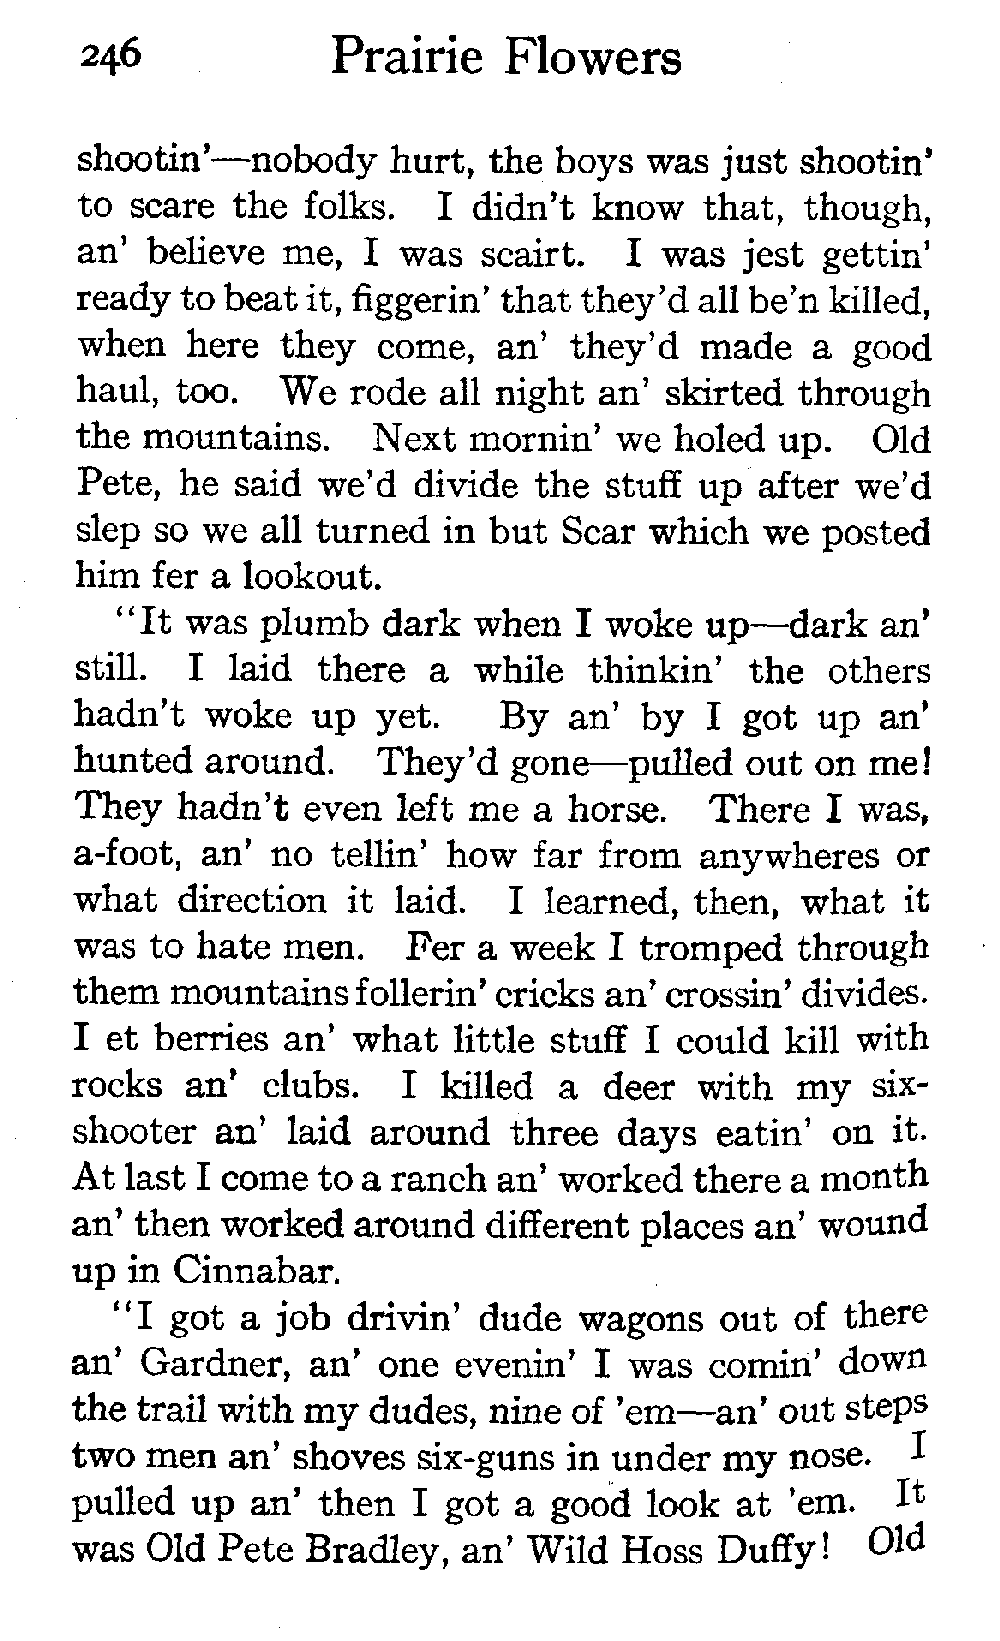 246 Prairie Flowers
shootin'—nobody hurt, the boys was just shootin'
to scare the folks. I didn't know that, though,
an' believe me, I was scairt. I was jest gettin'
ready to beat it, figgerin' that they'd all be'n killed,
when here they come, an' they'd made a good
haul, too. We rode all night an' skirted through
the mountains. Next mornin' we holed up. Old
Pete, he said we'd divide the stuff up after we'd
slep so we all turned in but Scar which we posted
him fer a lookout.
"It was plumb dark when I woke up—dark an'
still. I laid there a while thinkin' the others
hadn't woke up yet. By an' by I got up an'
hunted around. They'd gone—pulled out on me!
They hadn't even left me a horse. There I was,
a-foot, an' no tellin' how far from anywheres or
what direction it laid. I learned, then, what it
was to hate men. Fer a week I tromped through
them mountains follerin' cricks an' crossin' divides.
I et berries an' what little stuff I could kill with
rocks an' clubs. I killed a deer with my six-
shooter an' laid around three days eatin' on it.
At last I come to a ranch an' worked there a month
an' then worked around different places an' wound
up in Cinnabar.
"I got a job drivin' dude wagons out of there
an' Gardner, an' one evenin' I was comin' down
the trail with my dudes, nine of 'em—an' out steps
two men an' shoves six-guns in under my nose. I
pulled up an' then I got a good look at 'em. It
was Old Pete Bradley, an' Wild Hoss Duffy! Old